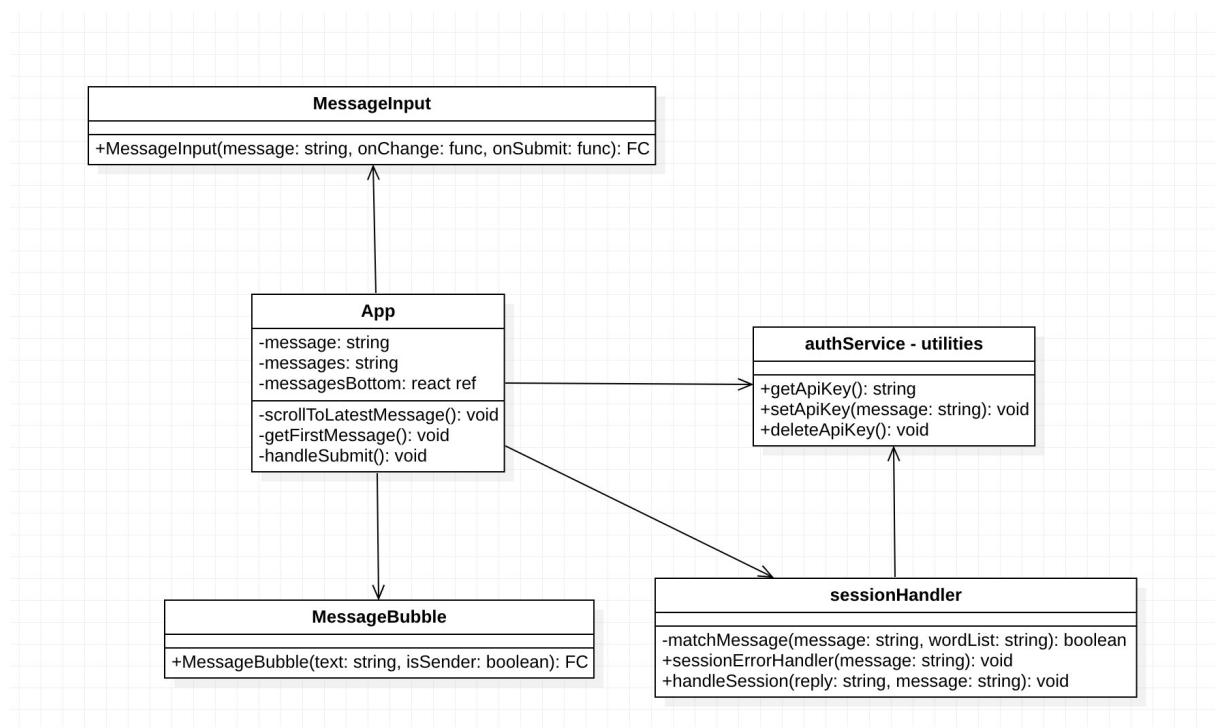 MessageInput
+MessageInput(message: string, onChange: func, onSubmit: func): FC
App
-message: string
-messages: string
-messagesBottom: react ref
-scrollToLatestMessage(): void
-getFirstMessage(): void
-handleSubmit(): void
authService - utilities
+getApiKey(): string
+setApiKey(message: string): void
+deleteApiKey(): void
MessageBubble
+MessageBubble(text: string, isSender: boolean): FC
sessionHandler
-matchMessage(message: string, wordList: string): boolean
+sessionErrorHandler(message: string): void
+handleSession(reply: string, message: string): void